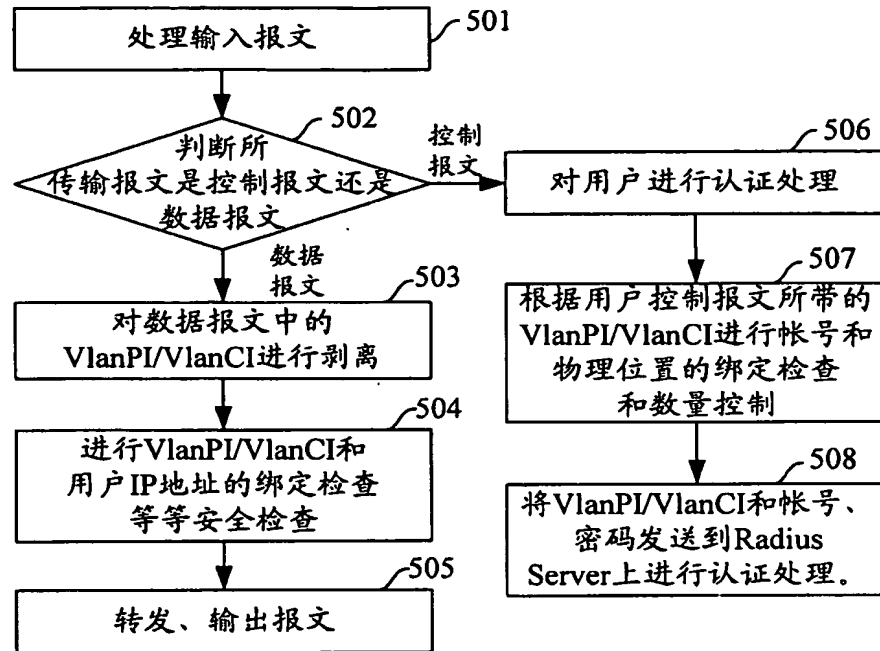 处理输入报文
501
502
判断所
传输报文是控制报文还是
数据报文
控制
报文
数据
报文
503
对数据报文中的
VlanPI/VlanCI进行剥离
504
进行VlanPI/VlanCI和
用户IP地址的绑定检查
等等安全检查
505
转发、输出报文
506
对用户进行认证处理
507
根据用户控制报文所带的
VlanPI/VlanCI进行帐号和
物理位置的绑定检查
和数量控制
508
将VlanPI/VlanCI和帐号、
密码发送到Radius
Server上进行认证处理。